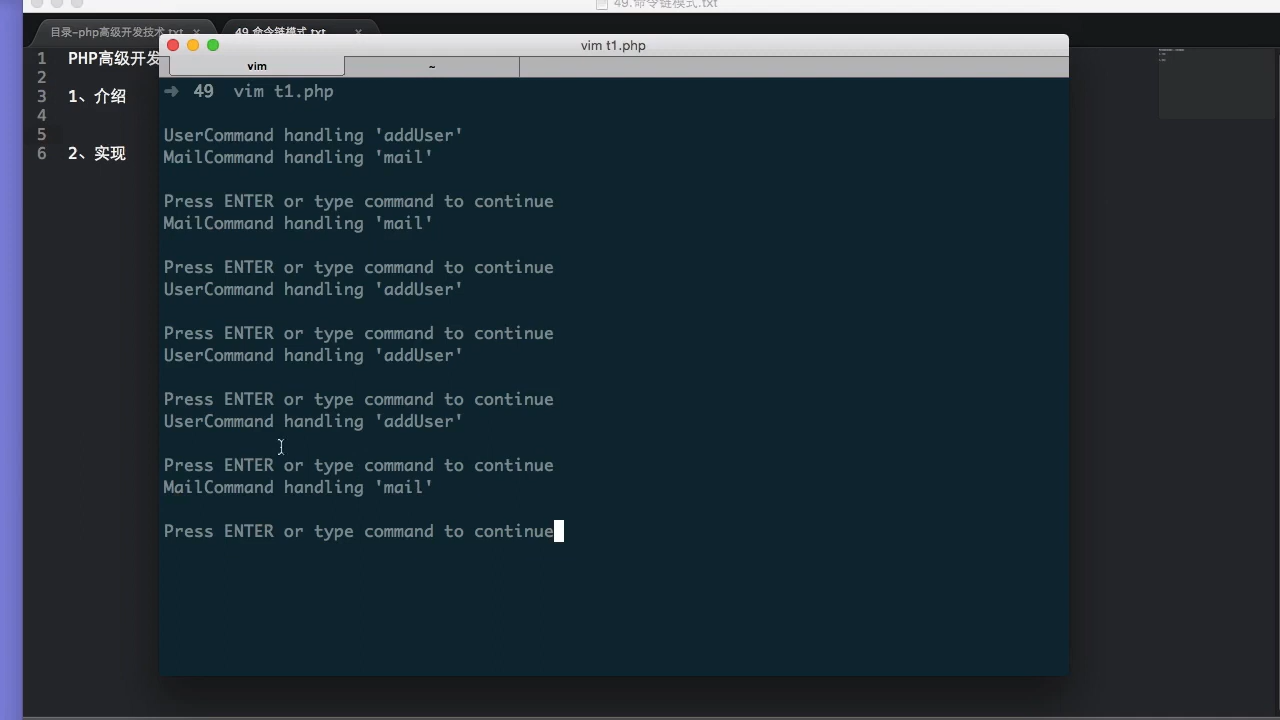 49.命令链模式.txt
目录-php高级开发技术.txt ×
49.命令链模式.txt ×
vim t1.php
vim
~
1 PHP高级开发
2
3 1、介绍
4
5
6 2、实现
➜ 49 vim t1.php
UserCommand handling 'addUser'
MailCommand handling 'mail'
Press ENTER or type command to continue
MailCommand handling 'mail'
Press ENTER or type command to continue
UserCommand handling 'addUser'
Press ENTER or type command to continue
UserCommand handling 'addUser'
Press ENTER or type command to continue
UserCommand handling 'addUser'
Press ENTER or type command to continue
MailCommand handling 'mail'
Press ENTER or type command to continue